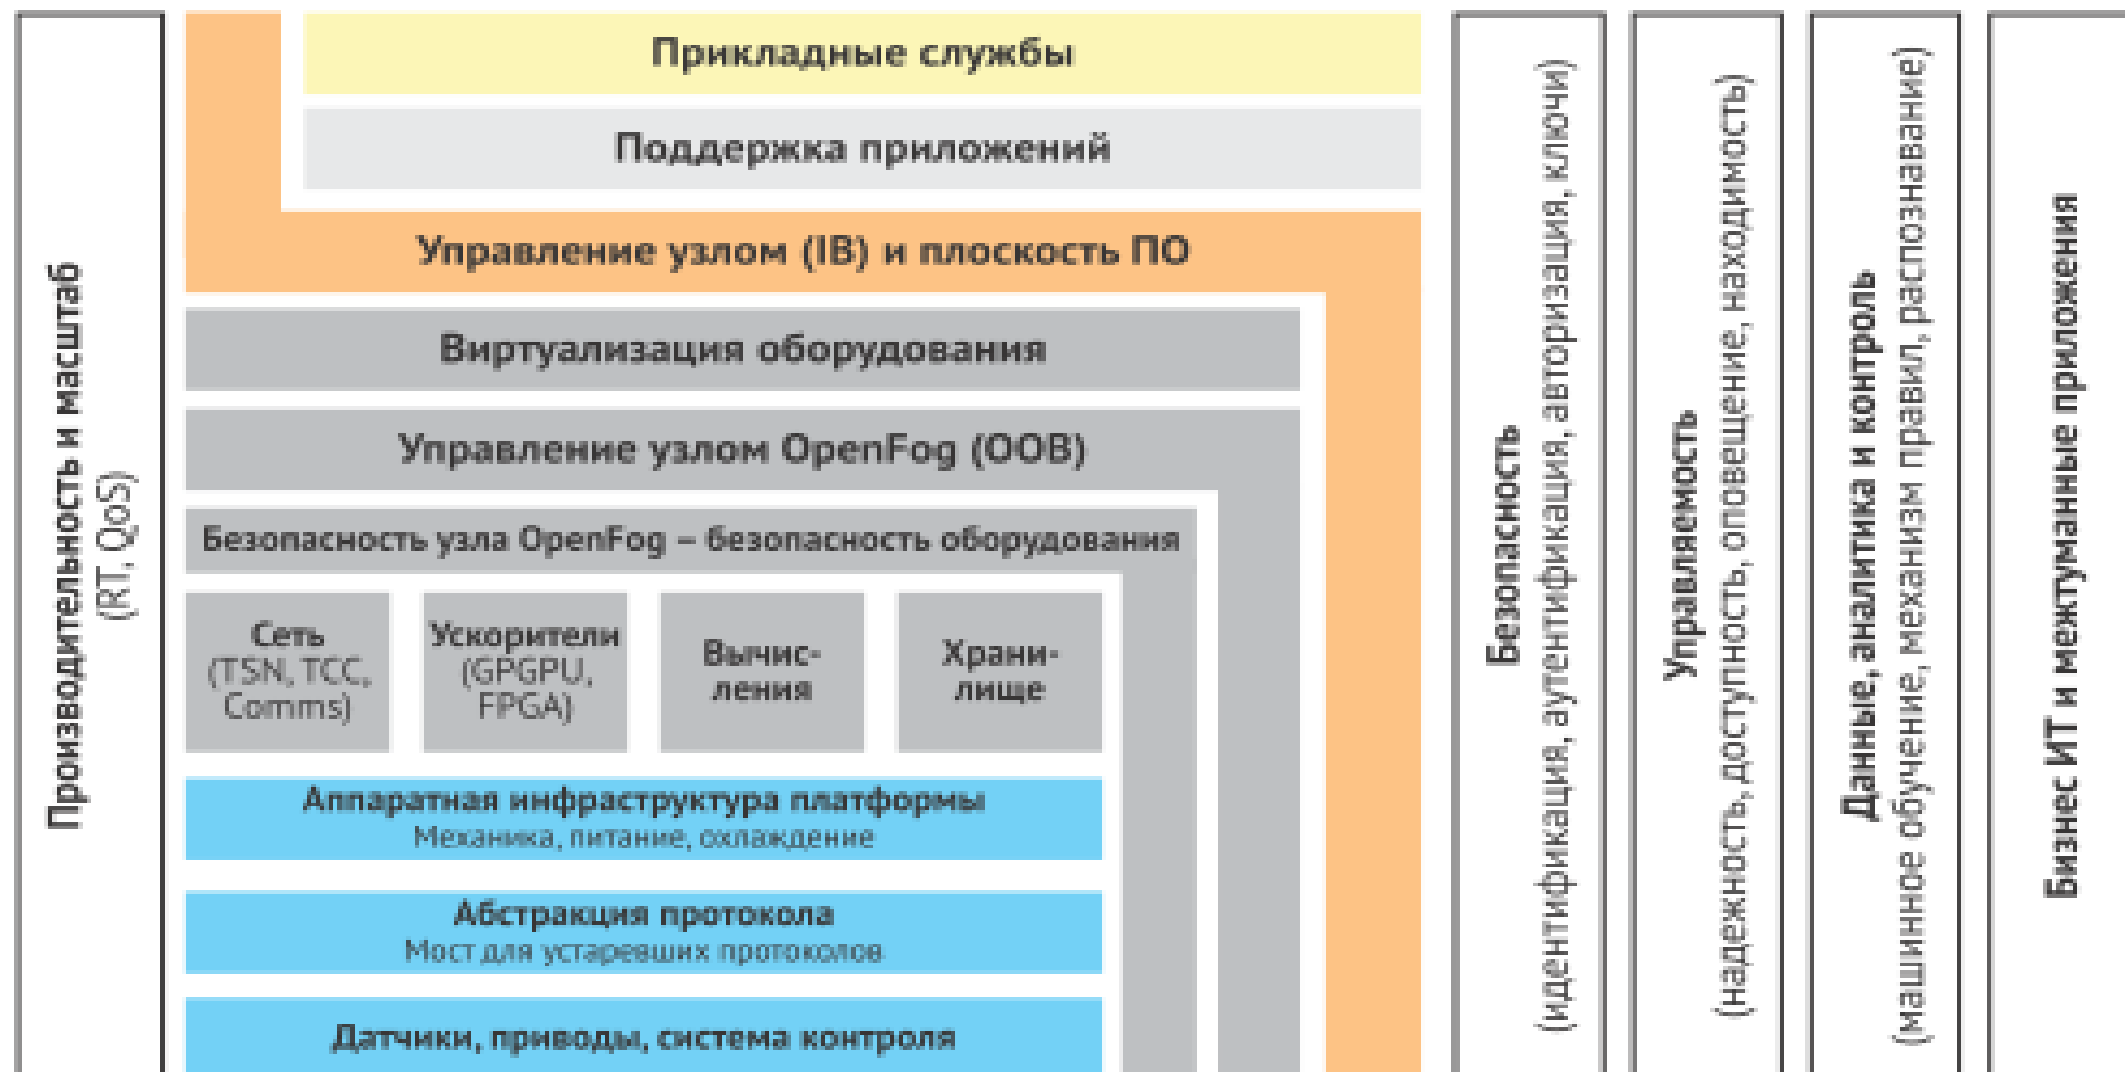 Производительность и масштаб
(RT, QoS)
Прикладные службы
Поддержка приложений
Управление узлом (IB) и плоскость ПО
Виртуализация оборудования
Управление узлом OpenFog (OOB)
Безопасность узла OpenFog – безопасность оборудования
Сеть
(TSN, TCC,
Comms)
Ускорители
(GPGPU,
FPGA)
Вычис-
ления
Храни-
лище
Аппаратная инфраструктура платформы
Механика, питание, охлаждение
Абстракция протокола
Мост для устаревших протоколов
Датчики, приводы, система контроля
Безопасность
(идентификация, аутентификация, авторизация, ключи)
Управляемость
(надежность, доступность, оповещение, находимость)
Данные, аналитика и контроль
(машинное обучение, механизм правил, распознавание)
Бизнес ИТ и межтуманные приложения